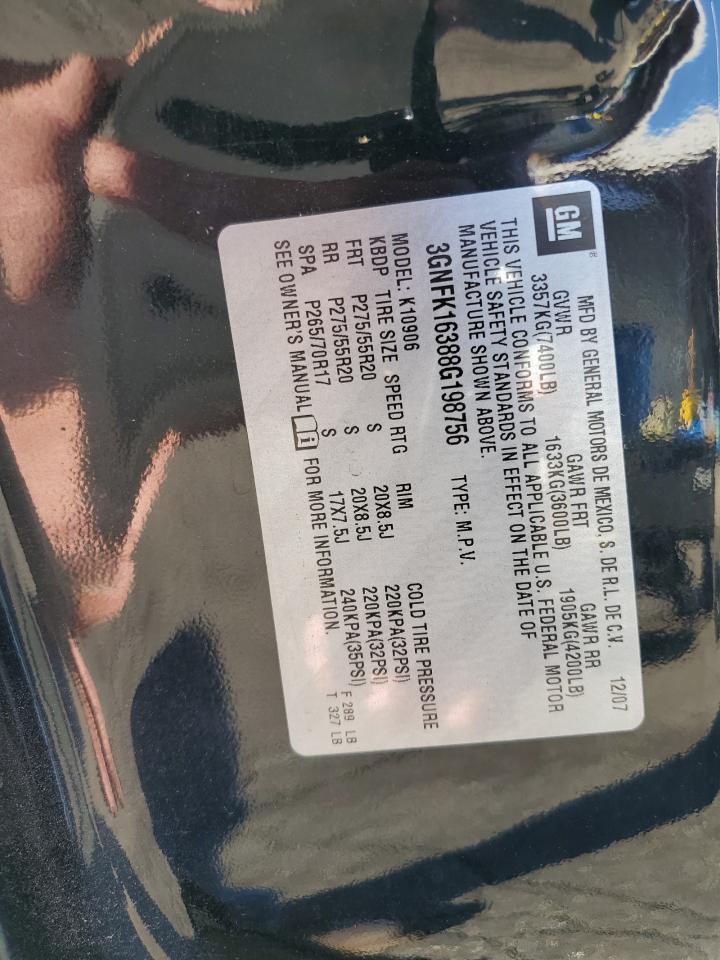 GM®
MFD BY GENERAL MOTORS DE MEXICO, S. DE R.L. DE C.V. 12/07
GVWR GAWR FRT GAWR RR
3357KG(7400LB) 1633KG(3600LB) 1905KG(4200LB)
THIS VEHICLE CONFORMS TO ALL APPLICABLE U.S. FEDERAL MOTOR
VEHICLE SAFETY STANDARDS IN EFFECT ON THE DATE OF
MANUFACTURE SHOWN ABOVE.
3GNFK16388G198756 TYPE: M.P.V.
MODEL: K10906
KBDP TIRE SIZE SPEED RTG RIM COLD TIRE PRESSURE
FRT P275/55R20 S 20X8.5J 220KPA(32PSI)
RR P275/55R20 S 20X8.5J 220KPA(32PSI)
SPA P265/70R17 S 17X7.5J 240KPA(35PSI)
SEE OWNER'S MANUAL i FOR MORE INFORMATION.
F 289 LB
T 327 LB